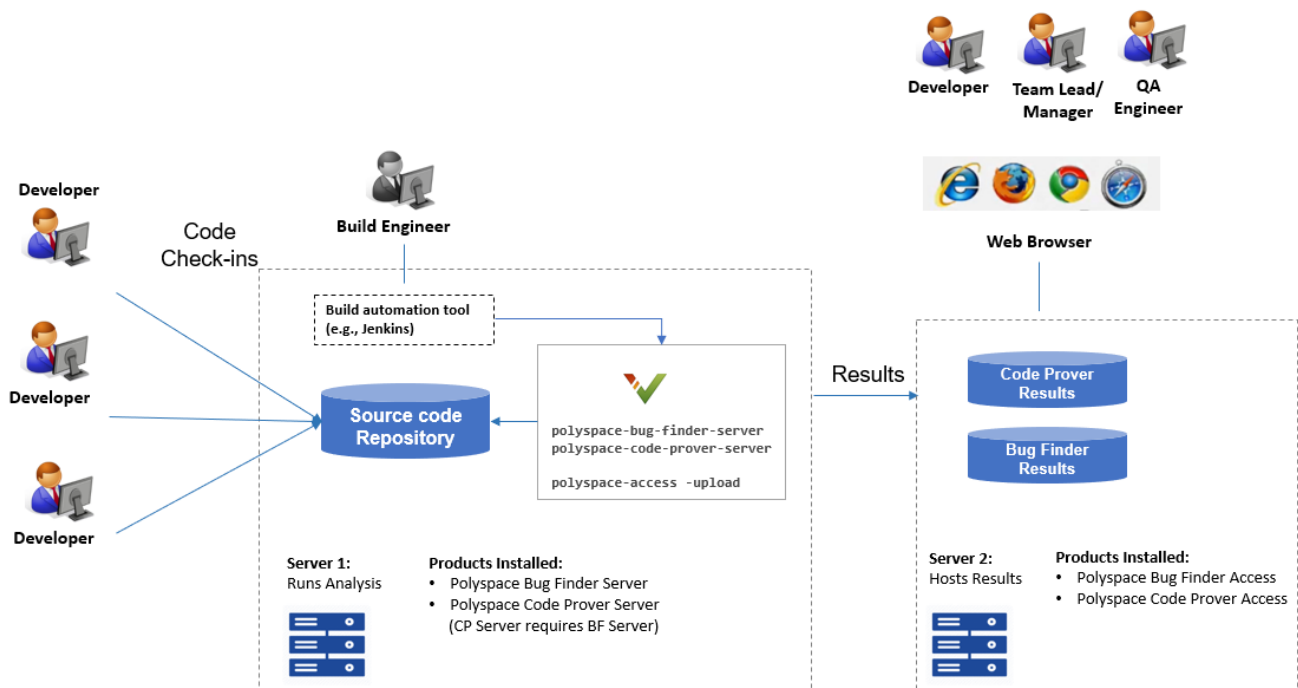 Developer
Team Lead/
Manager
QA
Engineer
Developer
Code
Check-ins
Build Engineer
Web Browser
Build automation tool
(e.g., Jenkins)
Developer
Source code
Repository
polyspace-bug-finder-server
polyspace-code-prover-server
polyspace-access -upload
Results
Code Prover
Results
Bug Finder
Results
Developer
Server 1:
Runs Analysis
Products Installed:
• Polyspace Bug Finder Server
• Polyspace Code Prover Server
(CP Server requires BF Server)
Server 2:
Hosts Results
Products Installed:
• Polyspace Bug Finder Access
• Polyspace Code Prover Access